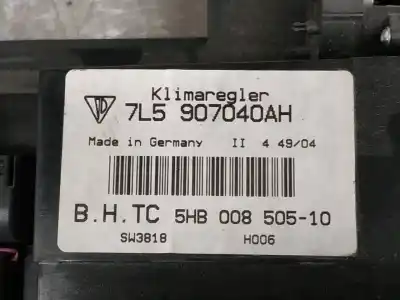 Klimaregler
7L5 907040AH
Made in Germany II 4 49/04
B.H.TC 5HB 008 505-10
SW3818 H006